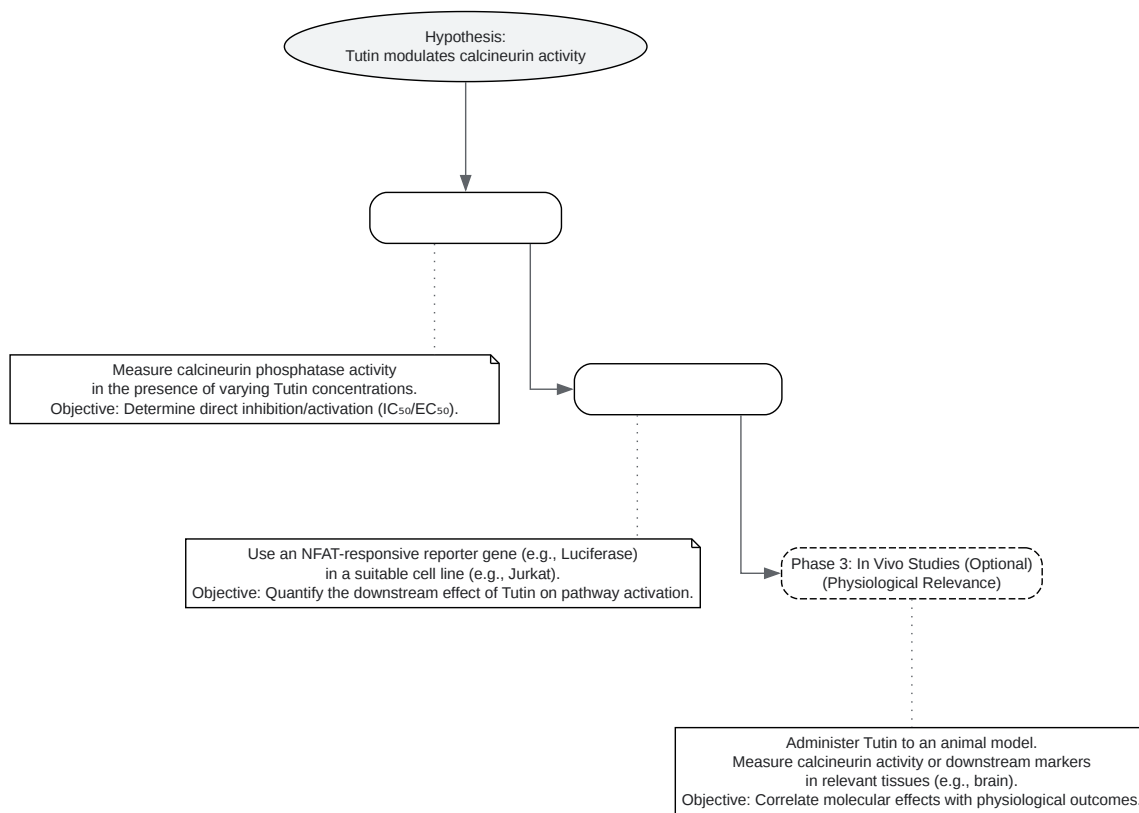 Hypothesis:
Tutin modulates calcineurin activity
Measure calcineurin phosphatase activity
in the presence of varying Tutin concentrations.
Objective: Determine direct inhibition/activation (IC₅₀/EC₅₀).
Use an NFAT-responsive reporter gene (e.g., Luciferase)
in a suitable cell line (e.g., Jurkat).
Objective: Quantify the downstream effect of Tutin on pathway activation.
Phase 3: In Vivo Studies (Optional)
(Physiological Relevance)
Administer Tutin to an animal model.
Measure calcineurin activity or downstream markers
in relevant tissues (e.g., brain).
Objective: Correlate molecular effects with physiological outcomes.